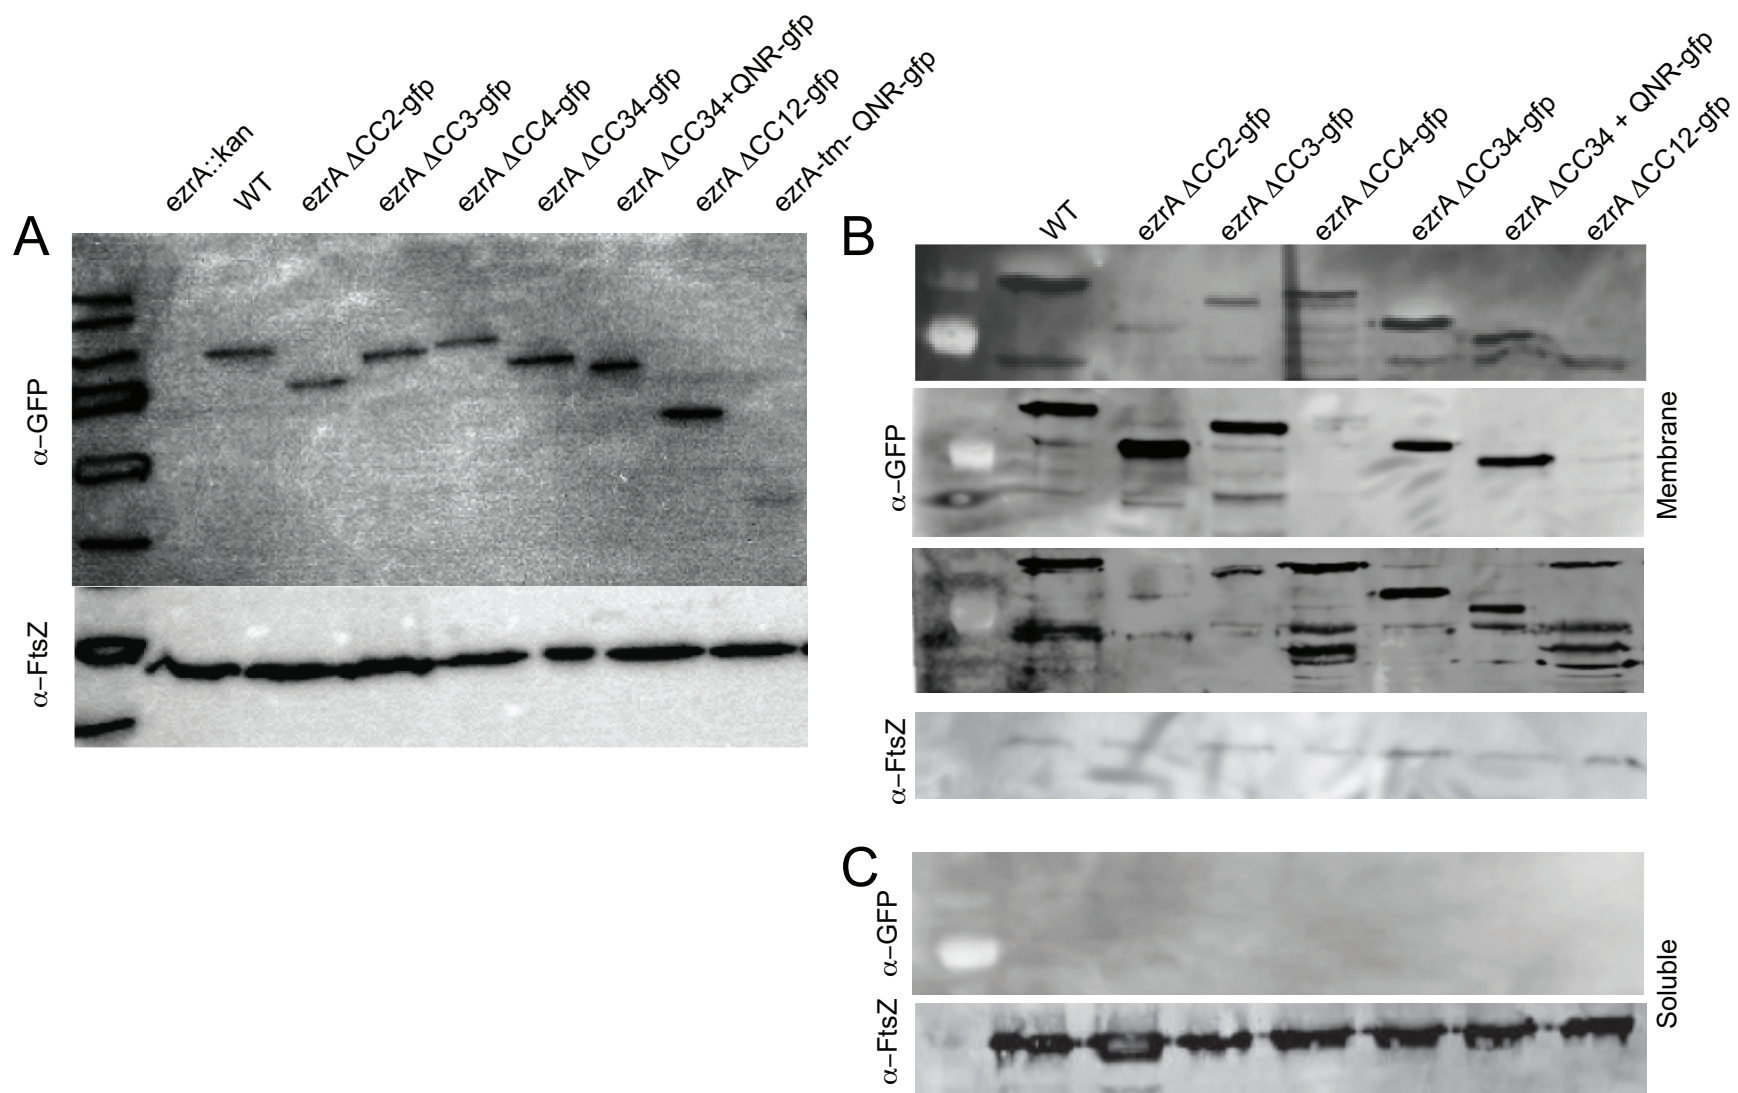 A
ezrA::kan
WT
ezrA ΔCC2-gfp
ezrA ΔCC3-gfp
ezrA ΔCC4-gfp
ezrA ΔCC34-gfp
ezrA ΔCC34+QNR-gfp
ezrA ΔCC12-gfp
ezrA-tm- QNR-gfp
α–GFP
α–FtsZ
B
WT
ezrA ΔCC2-gfp
ezrA ΔCC3-gfp
ezrA ΔCC4-gfp
ezrA ΔCC34-gfp
ezrA ΔCC34 + QNR-gfp
ezrA ΔCC12-gfp
α–GFP
Membrane
α–FtsZ
C
α–GFP
α–FtsZ
Soluble